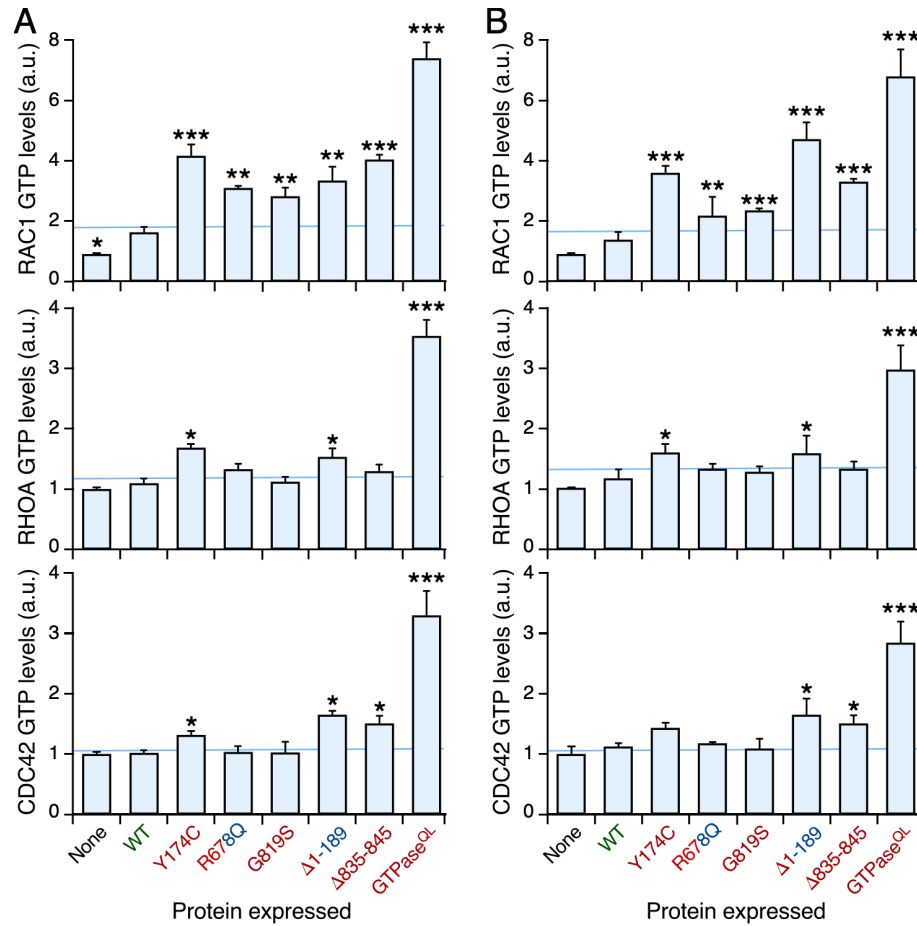 A
B
RAC1 GTP levels (a.u.)
8
6
4
2
0
*
***
**
**
**
***
***
RAC1 GTP levels (a.u.)
8
6
4
2
0
***
**
***
***
***
***
RHOA GTP levels (a.u.)
4
3
2
1
0
*
*
***
RHOA GTP levels (a.u.)
4
3
2
1
0
*
*
***
CDC42 GTP levels (a.u.)
4
3
2
1
0
*
*
*
***
CDC42 GTP levels (a.u.)
4
3
2
1
0
*
*
***
None
WT
Y174C
R678Q
G819S
Δ1-189
Δ835-845
GTPaseQL
None
WT
Y174C
R678Q
G819S
Δ1-189
Δ835-845
GTPaseQL
Protein expressed
Protein expressed